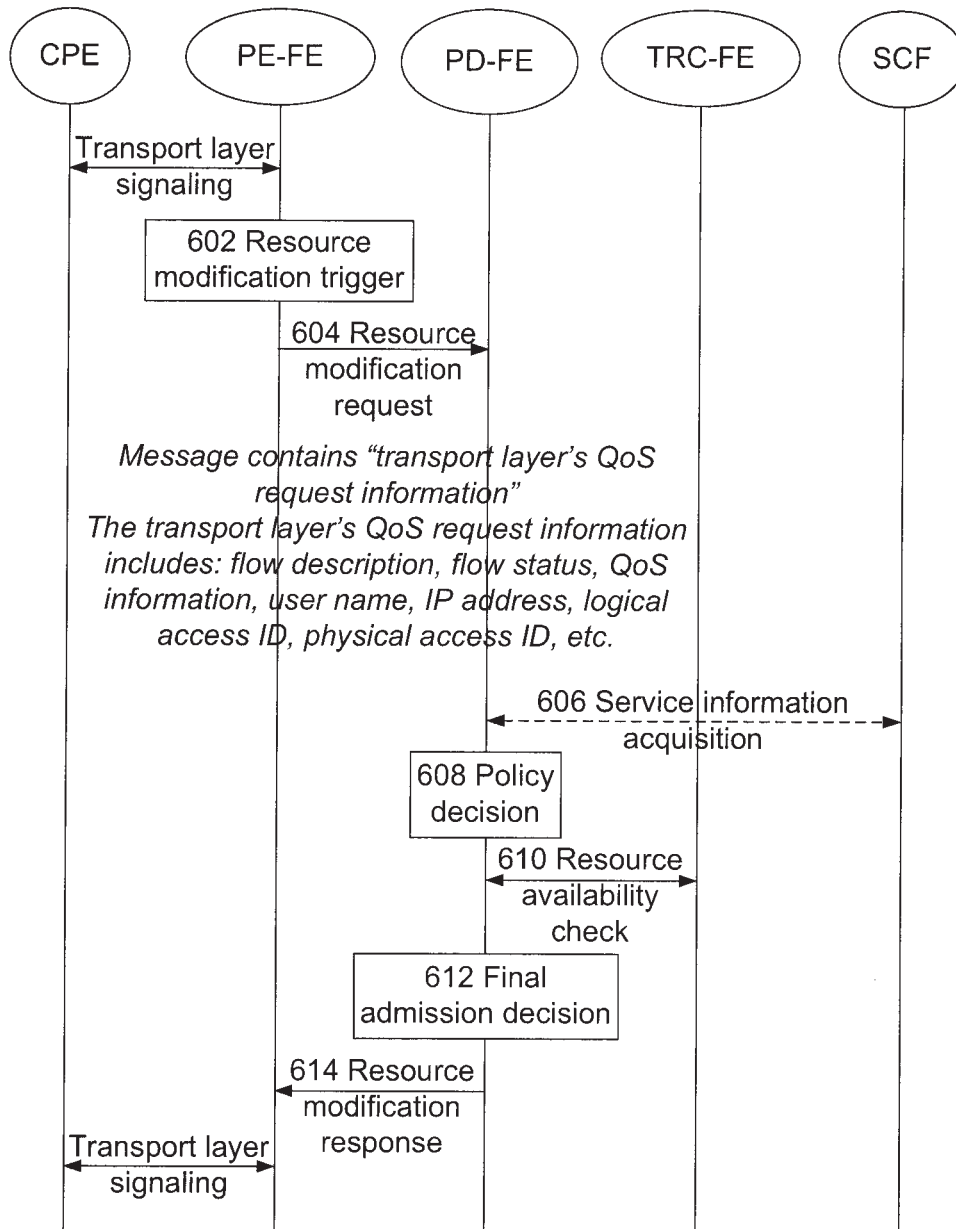 CPE
PE-FE
PD-FE
TRC-FE
SCF
Transport layer
signaling
602 Resource
modification trigger
604 Resource
modification
request
Message contains “transport layer’s QoS
request information”
The transport layer’s QoS request information
includes: flow description, flow status, QoS
information, user name, IP address, logical
access ID, physical access ID, etc.
606 Service information
acquisition
608 Policy
decision
610 Resource
availability
check
612 Final
admission decision
614 Resource
modification
response
Transport layer
signaling